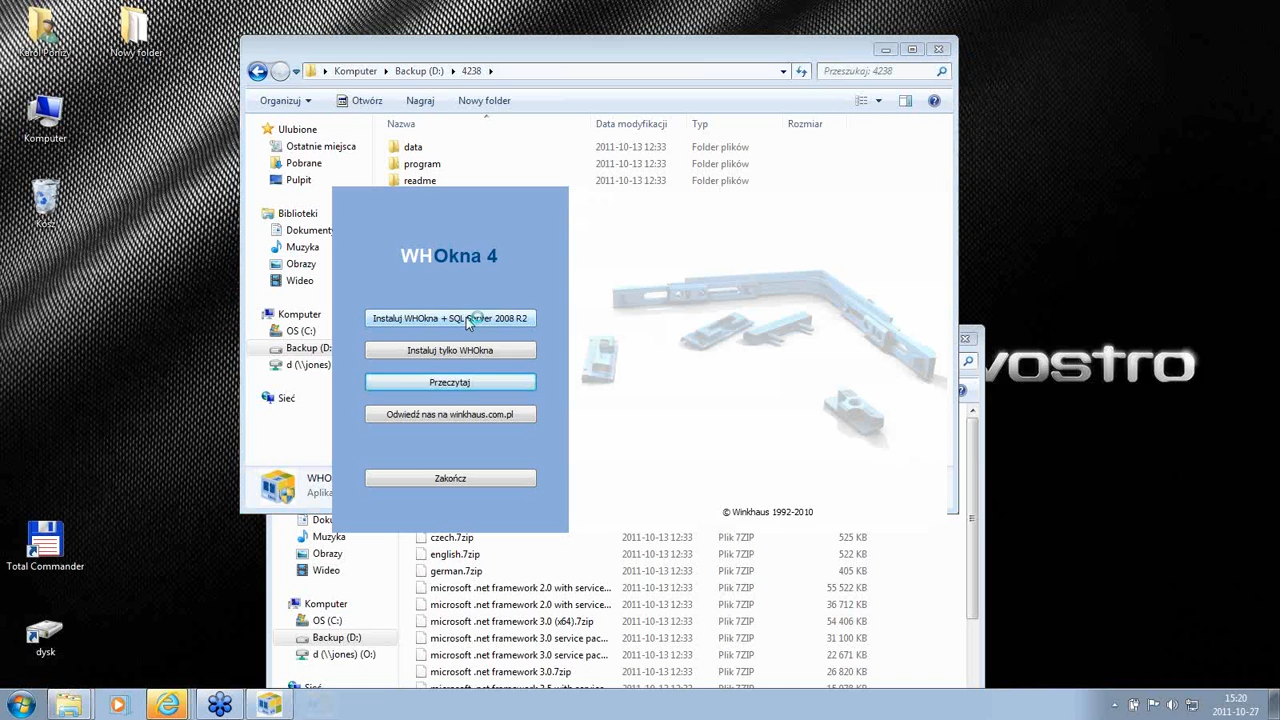 Nowy folder
Komputer
Kosz
Total Commander
dysk
Komputer
Backup (D:)
4238
Przeszukaj: 4238
Organizuj
Otwórz
Nagraj
Nowy folder
Nazwa
Data modyfikacji
Typ
Rozmiar
Ulubione
Ostatnie miejsca
Pobrane
Pulpit
Biblioteki
Dokumenty
Muzyka
Obrazy
Wideo
Komputer
OS (C:)
Backup (D:
d (\\jones)
Sieć
data 2011-10-13 12:33 Folder plików
program 2011-10-13 12:33 Folder plików
readme 2011-10-13 12:33 Folder plików
WHOkna 4
Instaluj WHOkna + SQL Server 2008 R2
Instaluj tylko WHOkna
Przeczytaj
Odwiedź nas na winkhaus.com.pl
Zakończ
© Winkhaus 1992-2010
WHO
Aplika
vostro
Doku
Muzyka
Obrazy
Wideo
Komputer
OS (C:)
Backup (D:)
d (\\jones) (O:)
czech.7zip 2011-10-13 12:33 Plik 7ZIP 525 KB
english.7zip 2011-10-13 12:33 Plik 7ZIP 522 KB
german.7zip 2011-10-13 12:33 Plik 7ZIP 405 KB
microsoft .net framework 2.0 with service... 2011-10-13 12:33 Plik 7ZIP 55 522 KB
microsoft .net framework 2.0 with service... 2011-10-13 12:33 Plik 7ZIP 36 712 KB
microsoft .net framework 3.0 (x64).7zip 2011-10-13 12:33 Plik 7ZIP 54 406 KB
microsoft .net framework 3.0 service pac... 2011-10-13 12:33 Plik 7ZIP 31 100 KB
microsoft .net framework 3.0 service pac... 2011-10-13 12:33 Plik 7ZIP 22 671 KB
microsoft .net framework 3.0.7zip 2011-10-13 12:33 Plik 7ZIP 26 820 KB
15:20
2011-10-27